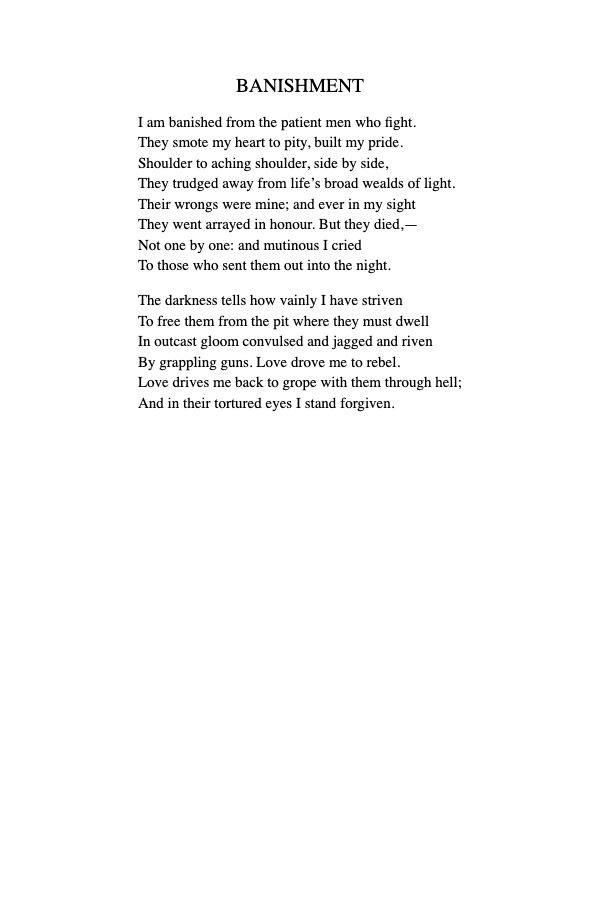 BANISHMENT
I am banished from the patient men who fight.
They smote my heart to pity, built my pride.
Shoulder to aching shoulder, side by side,
They trudged away from life’s broad wealds of light.
Their wrongs were mine; and ever in my sight
They went arrayed in honour. But they died,—
Not one by one: and mutinous I cried
To those who sent them out into the night.
The darkness tells how vainly I have striven
To free them from the pit where they must dwell
In outcast gloom convulsed and jagged and riven
By grappling guns. Love drove me to rebel.
Love drives me back to grope with them through hell;
And in their tortured eyes I stand forgiven.